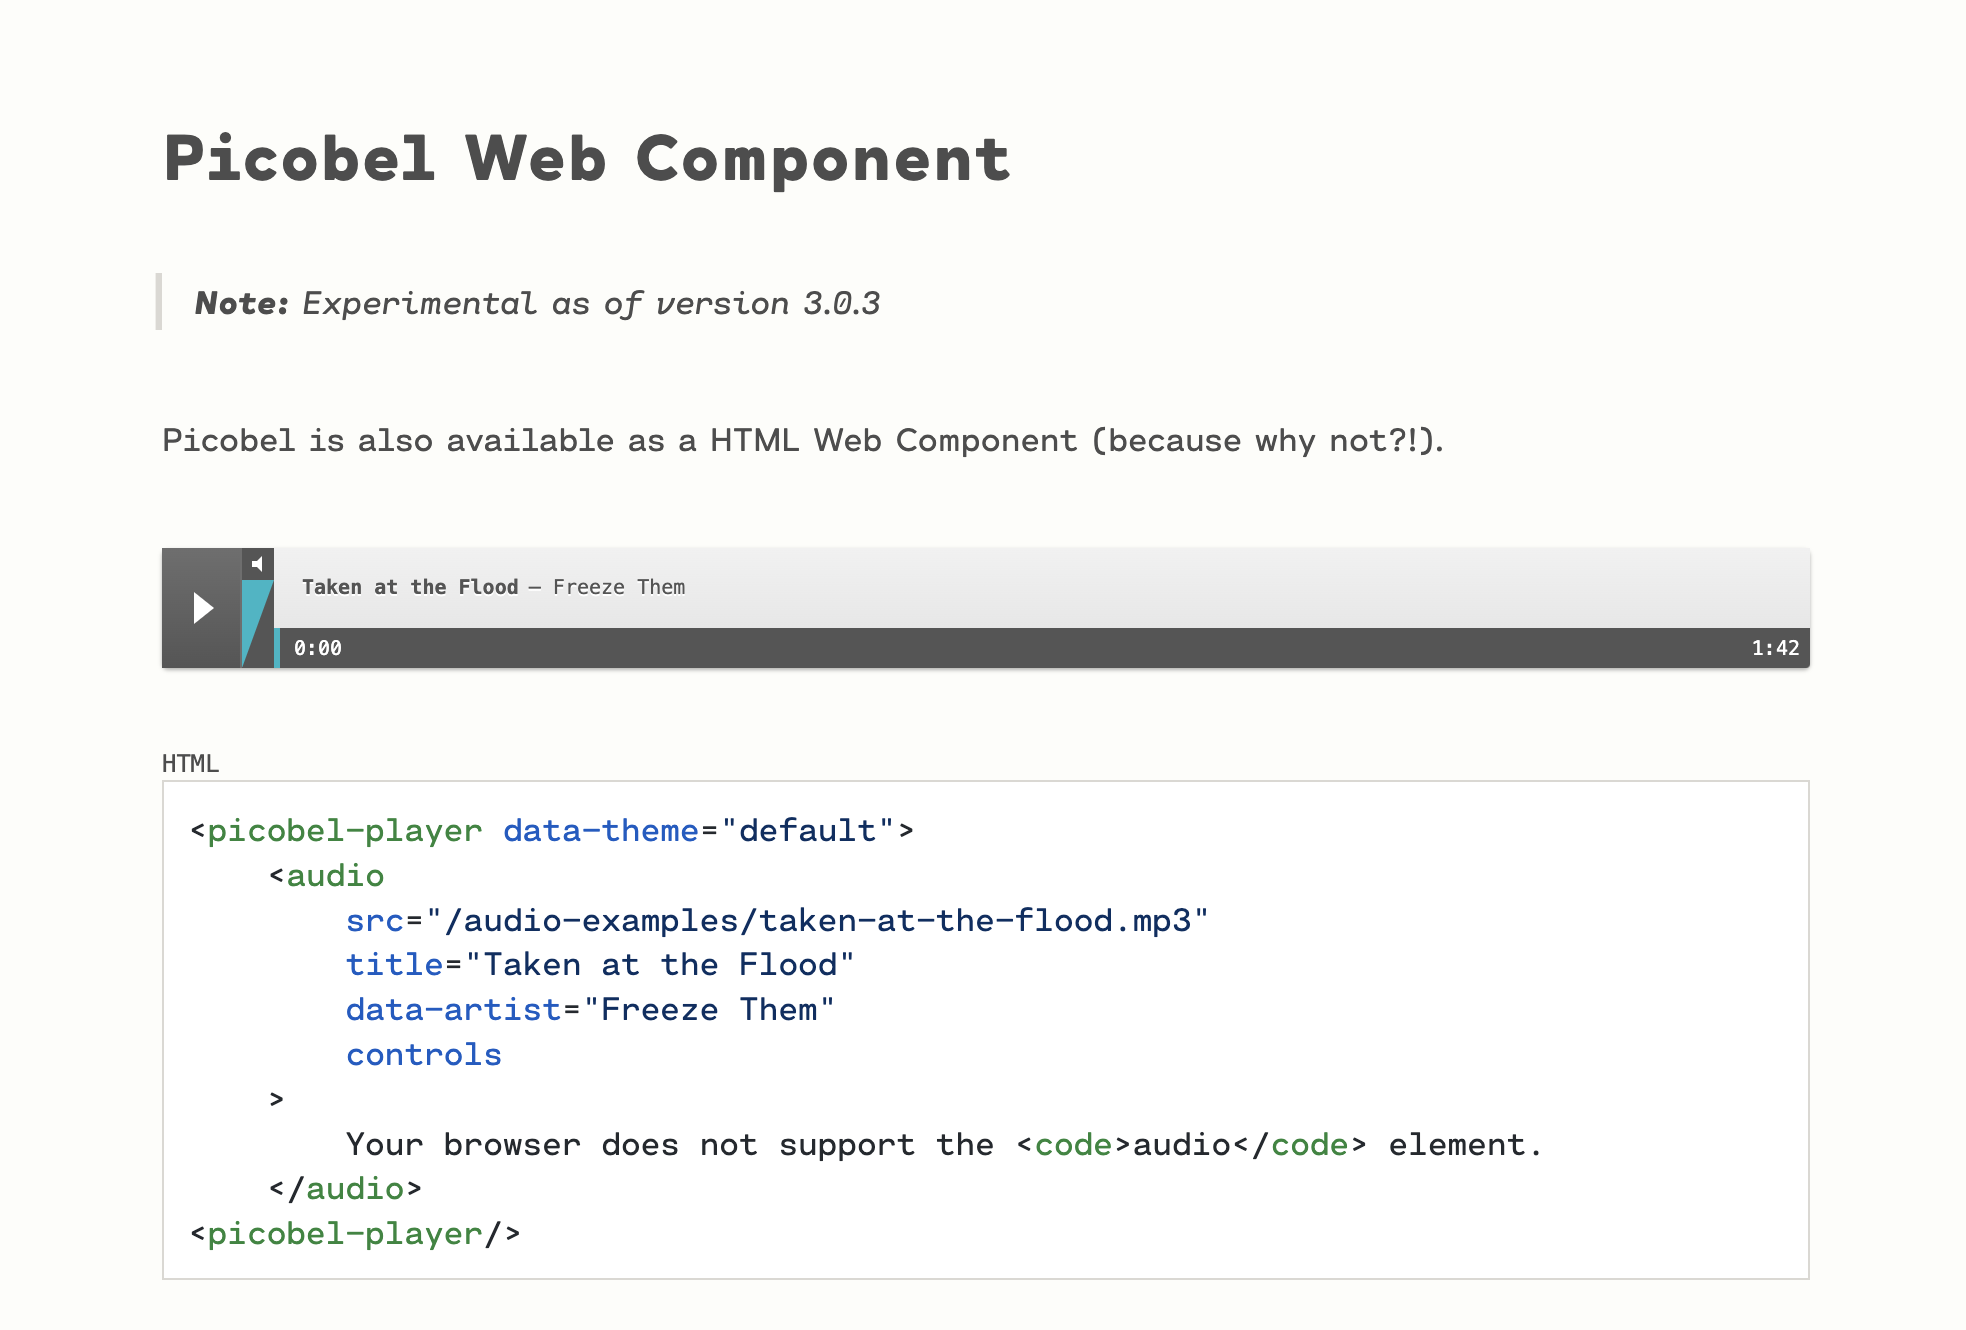 Picobel Web Component
Note: Experimental as of version 3.0.3
Picobel is also available as a HTML Web Component (because why not?!).
Taken at the Flood — Freeze Them
0:00 1:42
HTML
<picobel-player data-theme="default">
    <audio
        src="/audio-examples/taken-at-the-flood.mp3"
        title="Taken at the Flood"
        data-artist="Freeze Them"
        controls
    >
        Your browser does not support the <code>audio</code> element.
    </audio>
<picobel-player/>